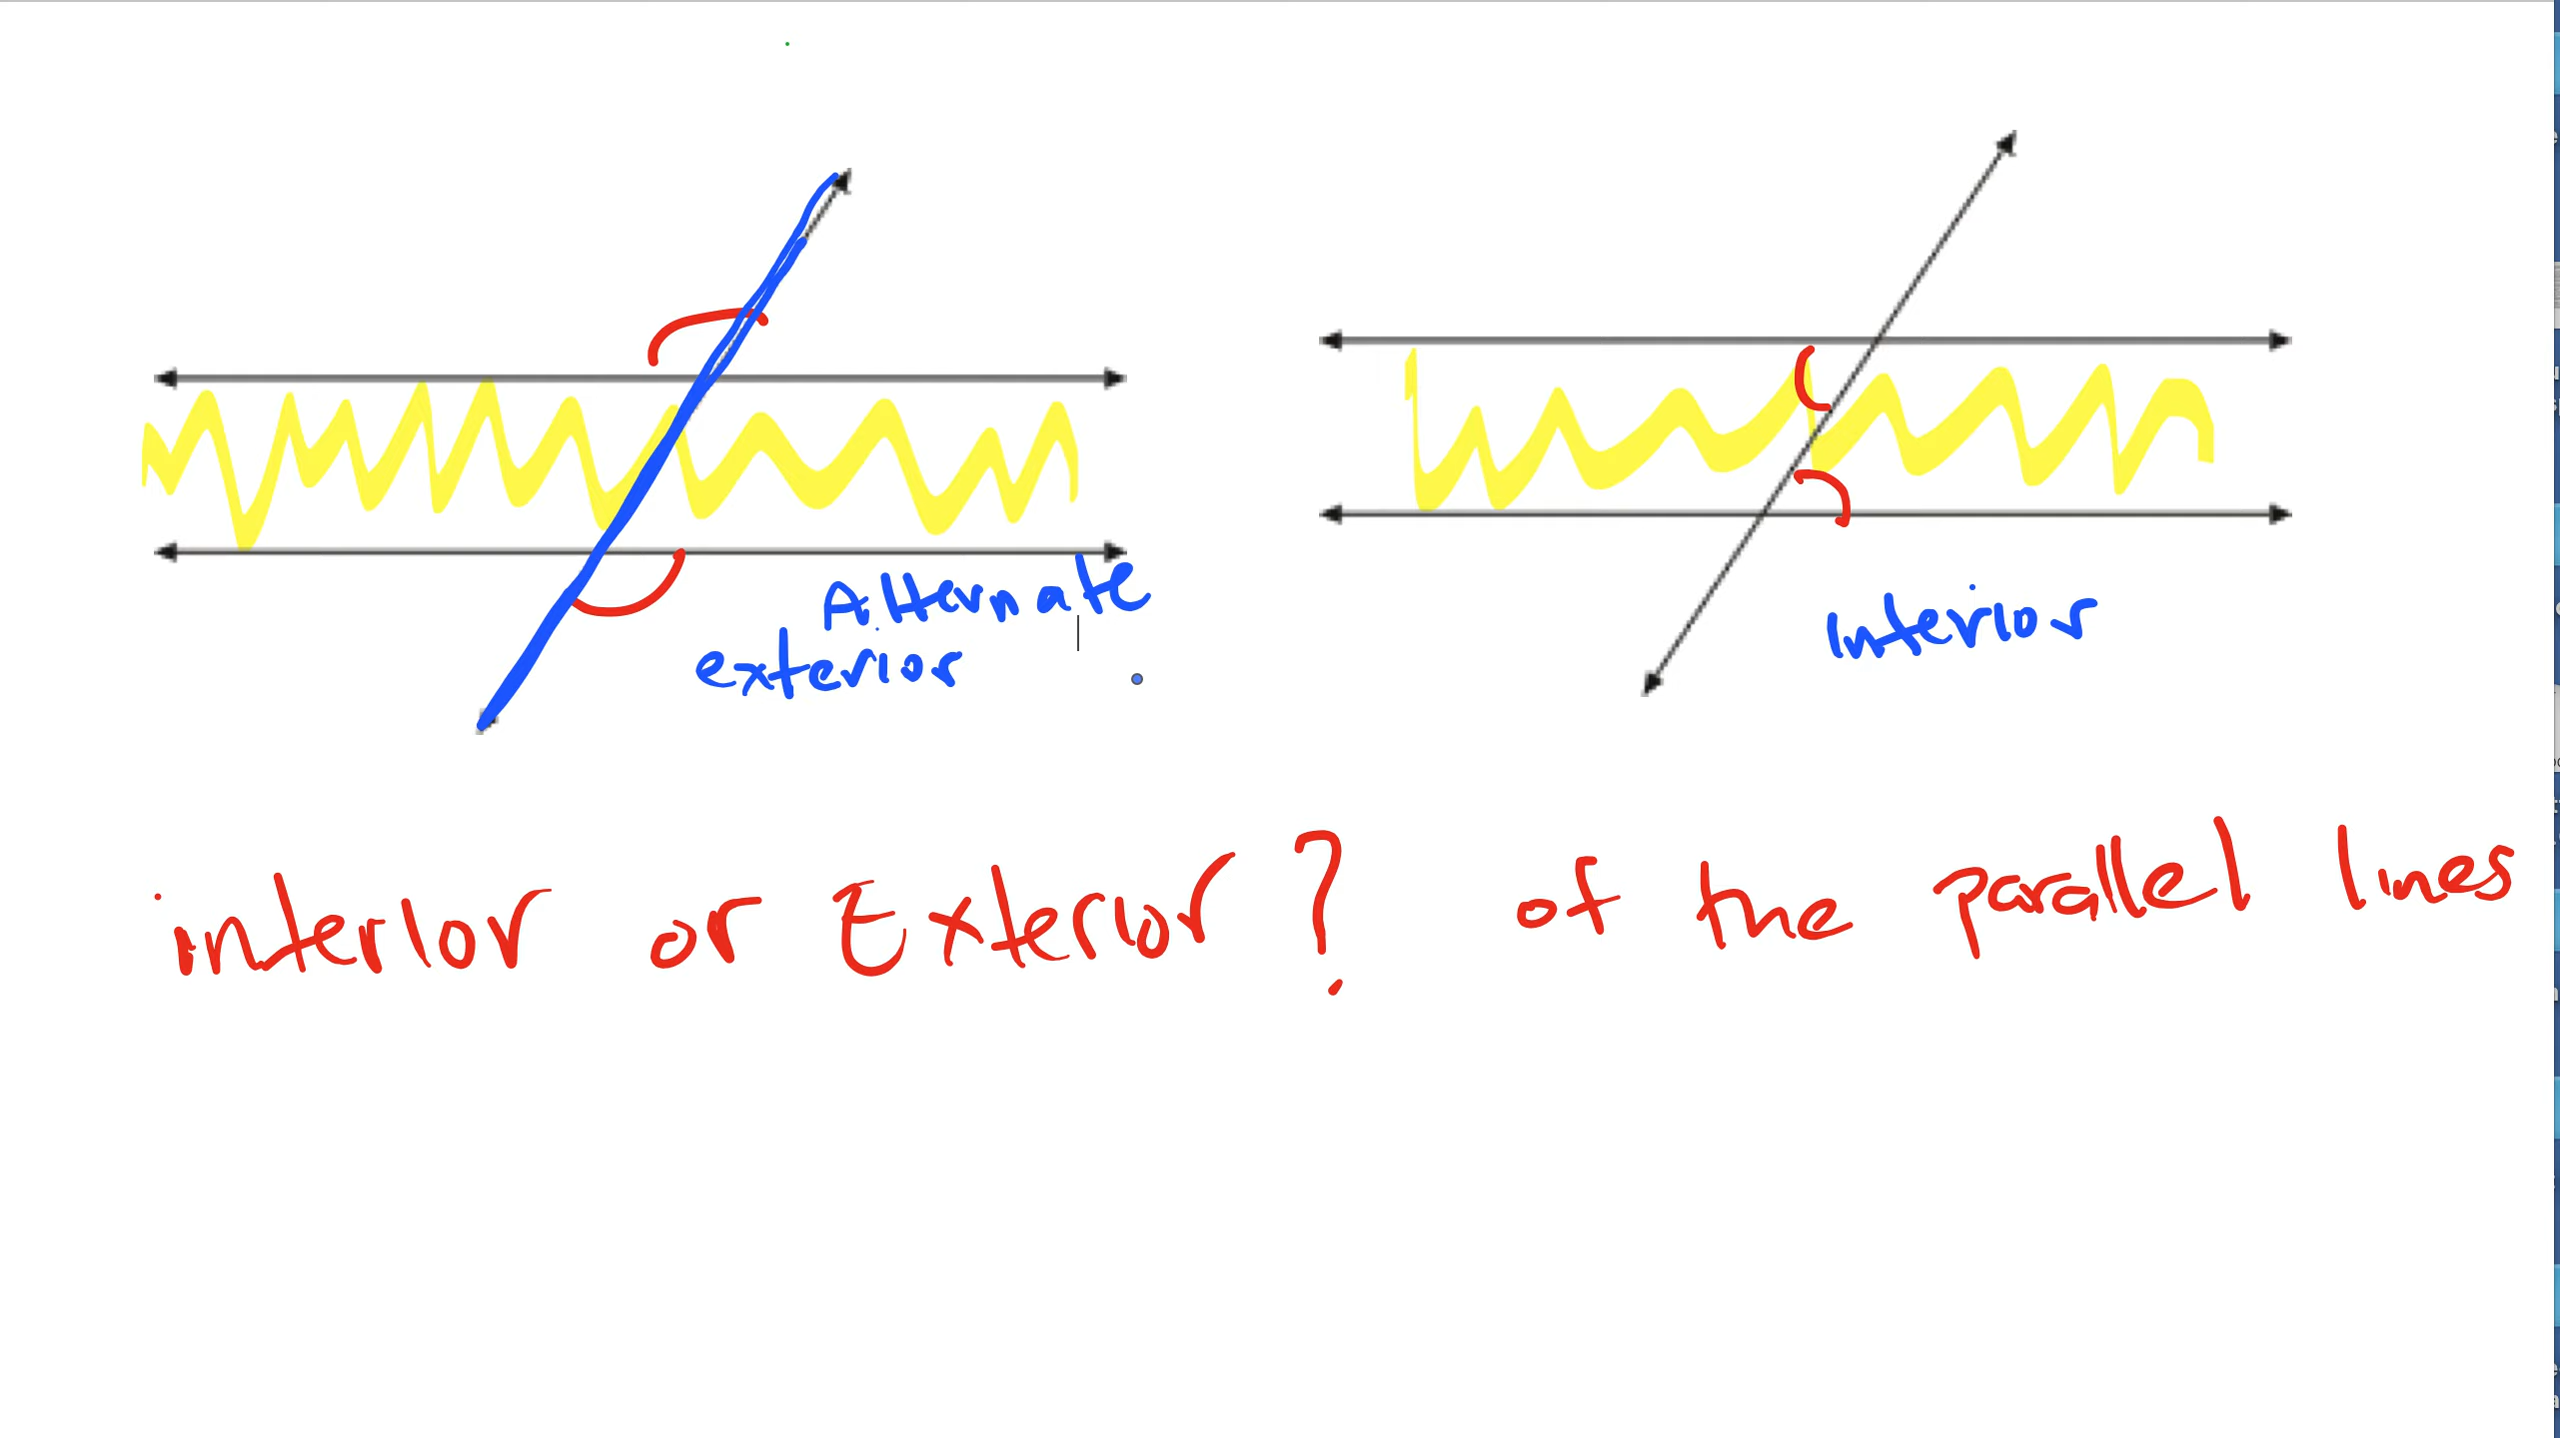 Alternate
exterior
Interior
interior or Exterior? of the parallel lines